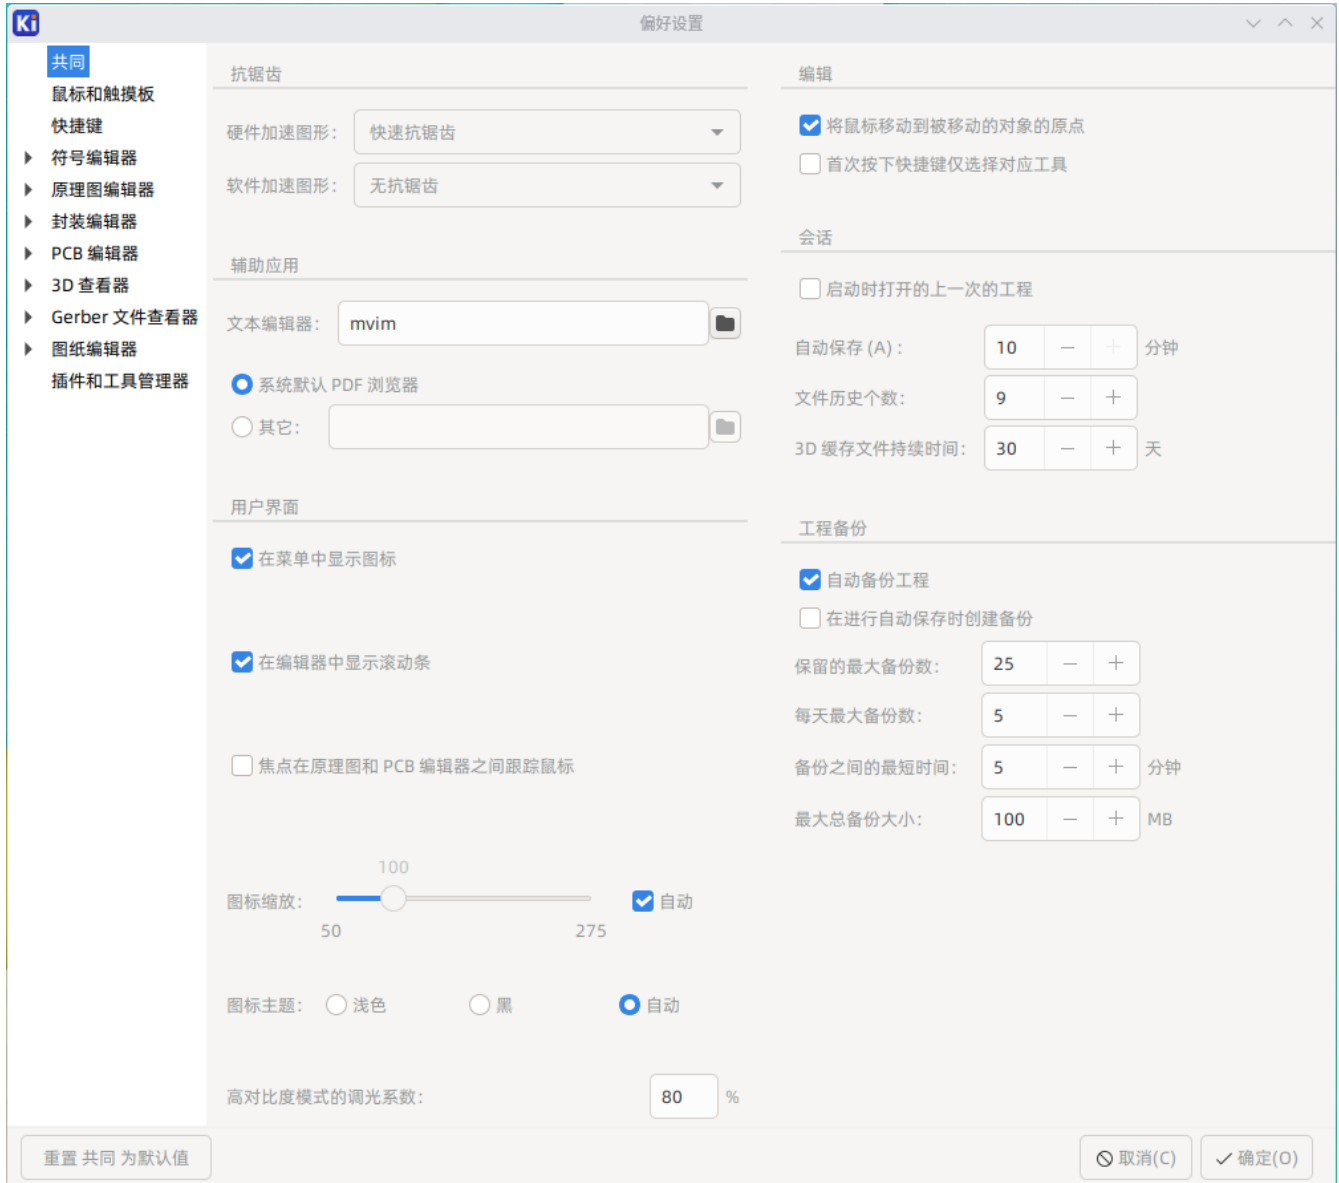 Ki
偏好设置
共同
鼠标和触摸板
快捷键
符号编辑器
原理图编辑器
封装编辑器
PCB 编辑器
3D 查看器
Gerber 文件查看器
图纸编辑器
插件和工具管理器
抗锯齿
硬件加速图形： 快速抗锯齿
软件加速图形： 无抗锯齿
辅助应用
文本编辑器： mvim
系统默认 PDF 浏览器
其它：
用户界面
在菜单中显示图标
在编辑器中显示滚动条
焦点在原理图和 PCB 编辑器之间跟踪鼠标
100
图标缩放： 自动
50 275
图标主题： 浅色 黑 自动
高对比度模式的调光系数： 80 %
编辑
将鼠标移动到被移动的对象的原点
首次按下快捷键仅选择对应工具
会话
启动时打开的上一次的工程
自动保存 (A)： 10 － ＋ 分钟
文件历史个数： 9 － ＋
3D 缓存文件持续时间： 30 － ＋ 天
工程备份
自动备份工程
在进行自动保存时创建备份
保留的最大备份数： 25 － ＋
每天最大备份数： 5 － ＋
备份之间的最短时间： 5 － ＋ 分钟
最大总备份大小： 100 － ＋ MB
重置 共同 为默认值
取消(C) 确定(O)